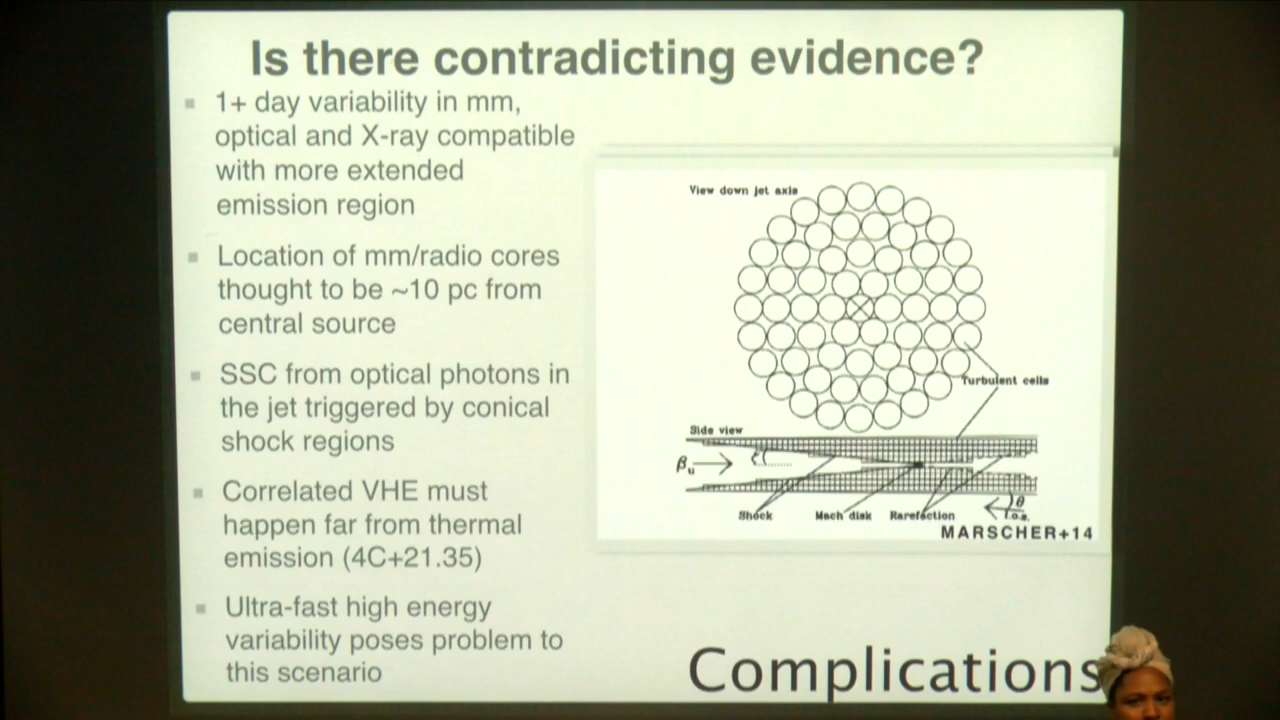 Is there contradicting evidence?
1+ day variability in mm,
optical and X-ray compatible
with more extended
emission region
Location of mm/radio cores
thought to be ~10 pc from
central source
SSC from optical photons in
the jet triggered by conical
shock regions
Correlated VHE must
happen far from thermal
emission (4C+21.35)
Ultra-fast high energy
variability poses problem to
this scenario
View down jet axis
Turbulent cells
Side view
βu
ξ
θ
Shock
Mach disk
Rarefaction
l.o.s.
MARSCHER+14
Complications